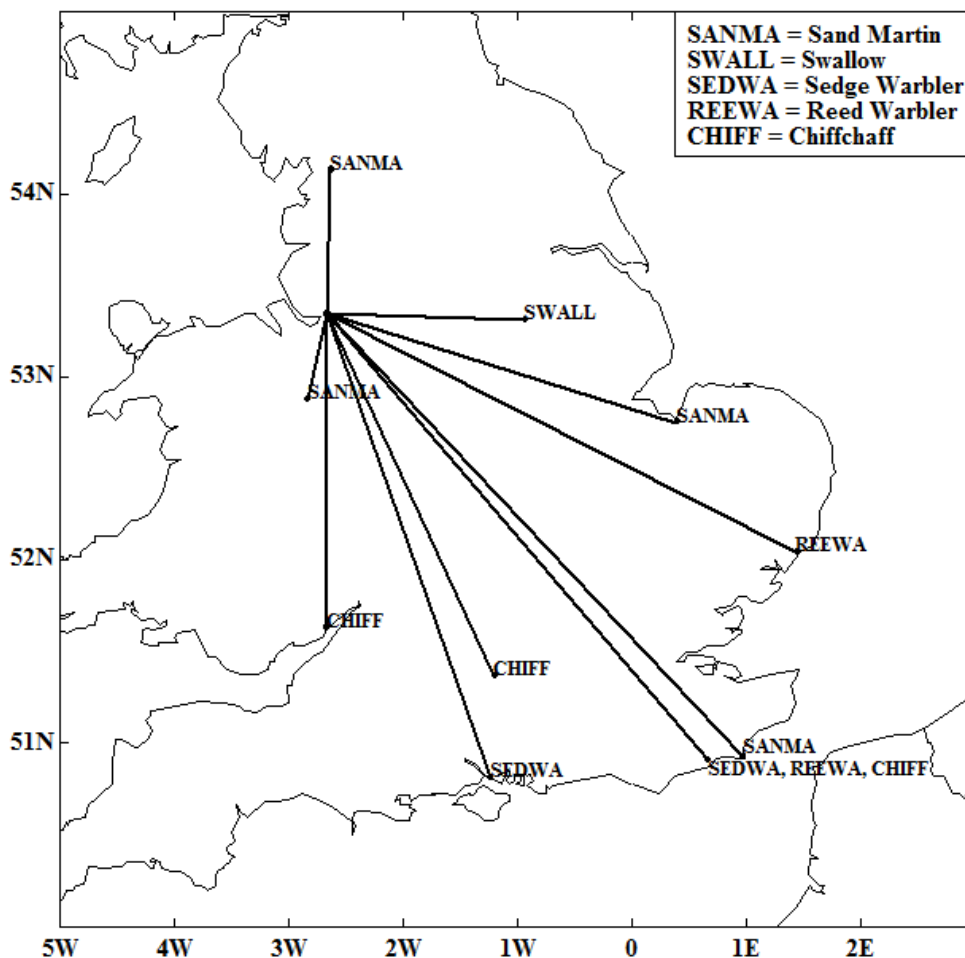 SANMA = Sand Martin
SWALL = Swallow
SEDWA = Sedge Warbler
REEWA = Reed Warbler
CHIFF = Chiffchaff
SANMA
54N
SWALL
53N
SANMA
SANMA
52N
REEWA
CHIFF
CHIFF
51N
SANMA
SEDWA
SEDWA, REEWA, CHIFF
5W 4W 3W 2W 1W 0 1E 2E